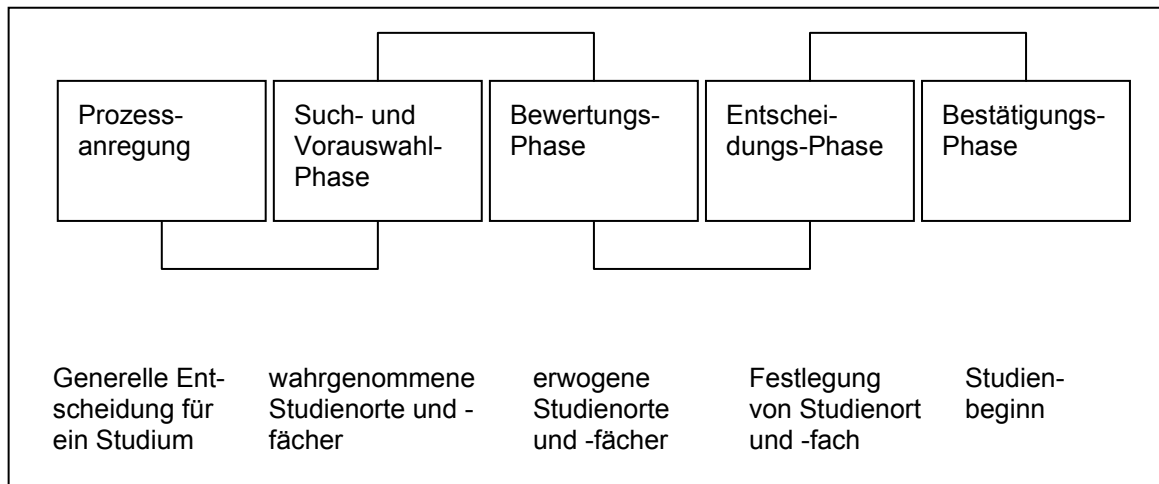 Prozess-
anregung
Such- und
Vorauswahl-
Phase
Bewertungs-
Phase
Entschei-
dungs-Phase
Bestätigungs-
Phase
Generelle Ent-
scheidung für
ein Studium
wahrgenommene
Studienorte und -
fächer
erwogene
Studienorte
und -fächer
Festlegung
von Studienort
und -fach
Studien-
beginn